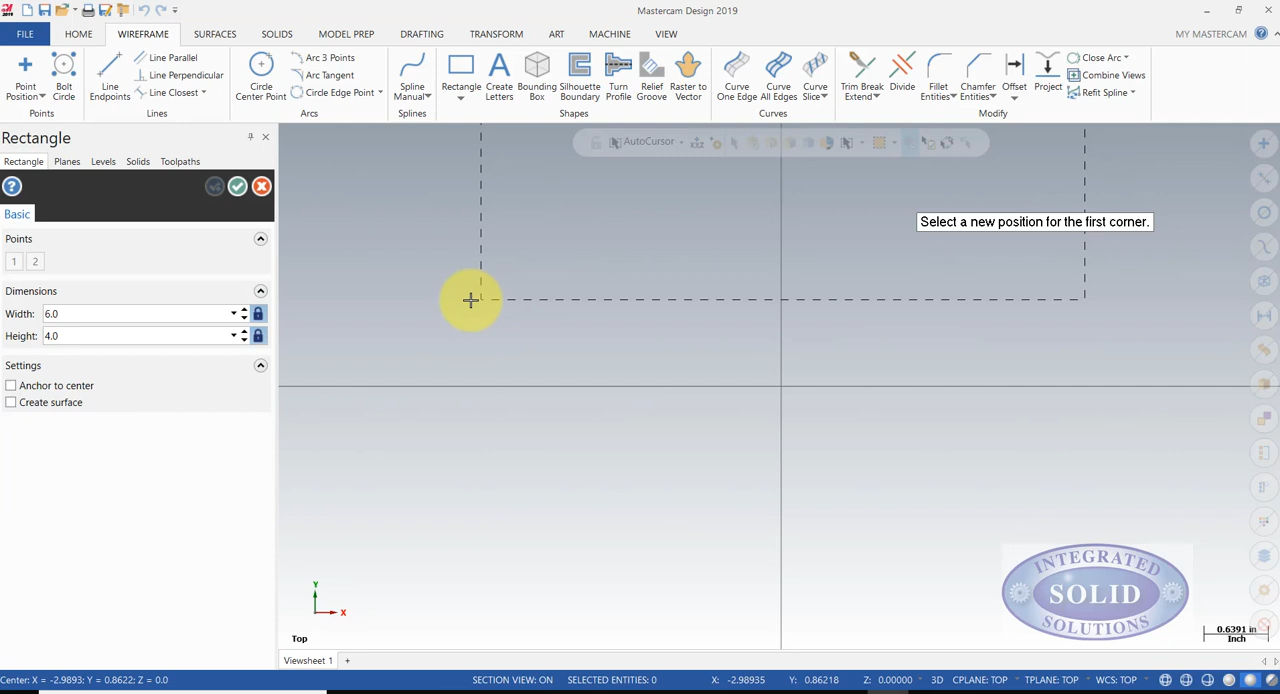 2019
Mastercam Design 2019
FILE HOME WIREFRAME SURFACES SOLIDS MODEL PREP DRAFTING TRANSFORM ART MACHINE VIEW MY MASTERCAM
Point Position
Bolt Circle
Points
Line Endpoints
Line Parallel
Line Perpendicular
Line Closest
Lines
Circle Center Point
Arc 3 Points
Arc Tangent
Circle Edge Point
Arcs
Spline Manual
Splines
Rectangle
Create Letters
Bounding Box
Silhouette Boundary
Turn Profile
Relief Groove
Raster to Vector
Shapes
Curve One Edge
Curve All Edges
Curve Slice
Curves
Trim Break Extend
Divide
Fillet Entities
Chamfer Entities
Offset
Project
Close Arc
Combine Views
Refit Spline
Modify
Rectangle
Rectangle Planes Levels Solids Toolpaths
Basic
Points
1 2
Dimensions
Width: 6.0
Height: 4.0
Settings
Anchor to center
Create surface
AutoCursor
Select a new position for the first corner.
Y
X
Top
INTEGRATED
SOLID
SOLUTIONS
0.6391 in
Inch
Viewsheet 1 +
Center: X = -2.9893; Y = 0.8622; Z = 0.0 SECTION VIEW: ON SELECTED ENTITIES: 0 X: -2.98935 Y: 0.86218 Z: 0.00000 3D CPLANE: TOP TPLANE: TOP WCS: TOP